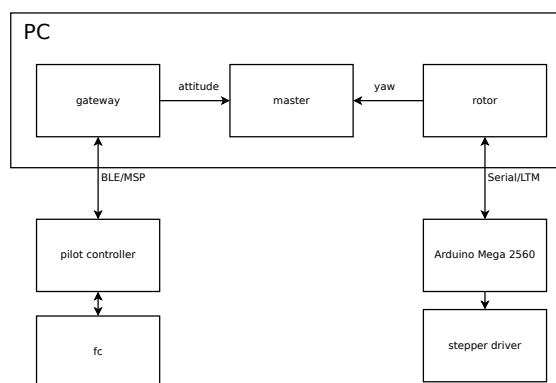 PC
gateway
attitude
master
yaw
rotor
BLE/MSP
Serial/LTM
pilot controller
Arduino Mega 2560
fc
stepper driver